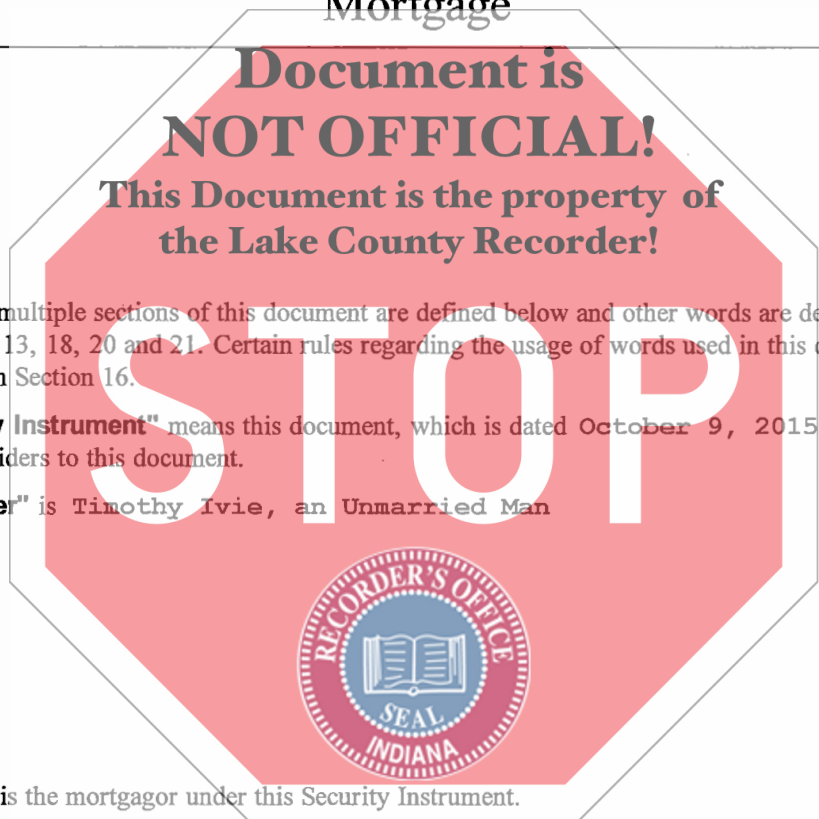 Mortgage
Document is
NOT OFFICIAL!
This Document is the property of
the Lake County Recorder!
STOP
multiple sections of this document are defined below and other words are de
13, 18, 20 and 21. Certain rules regarding the usage of words used in this
Section 16.
Instrument" means this document, which is dated October 9, 2015
iders to this document.
er" is Timothy Ivie, an Unmarried Man
RECORDER'S OFFICE
SEAL
INDIANA
is the mortgagor under this Security Instrument.